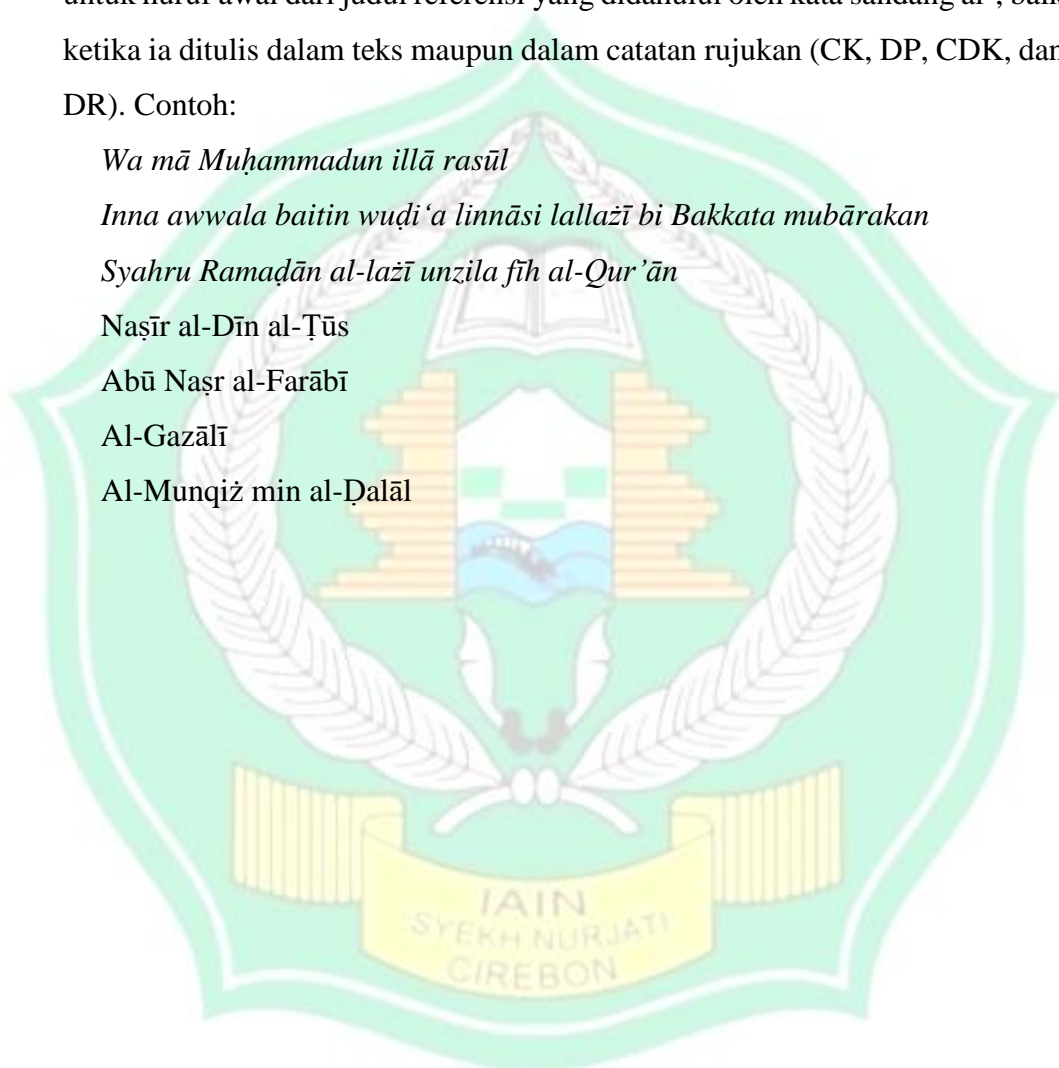 untuk huruf awal dari judul referensi yang didahului oleh kata sandang al-, baik
ketika ia ditulis dalam teks maupun dalam catatan rujukan (CK, DP, CDK, dan
DR). Contoh:
Wa mā Muḥammadun illā rasūl
Inna awwala baitin wuḍi‘a linnāsi lallażī bi Bakkata mubārakan
Syahru Ramaḍān al-lażī unzila fīh al-Qur’ān
Naṣīr al-Dīn al-Ṭūs
Abū Naṣr al-Farābī
Al-Gazālī
Al-Munqiż min al-Ḍalāl
IAIN
SYEKH NURJATI
CIREBON